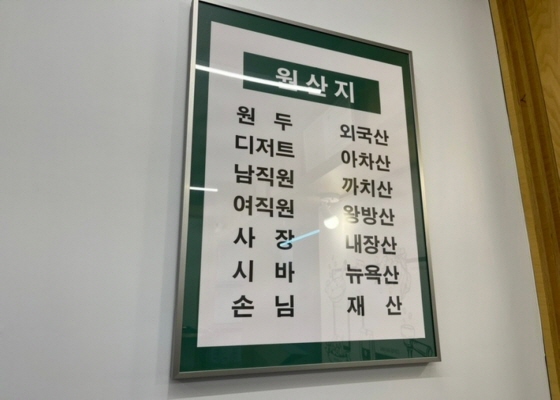 원산지
원 두 외국산
디저트 아차산
남직원 까치산
여직원 왕방산
사 장 내장산
시 바 뉴욕산
손 님 재 산